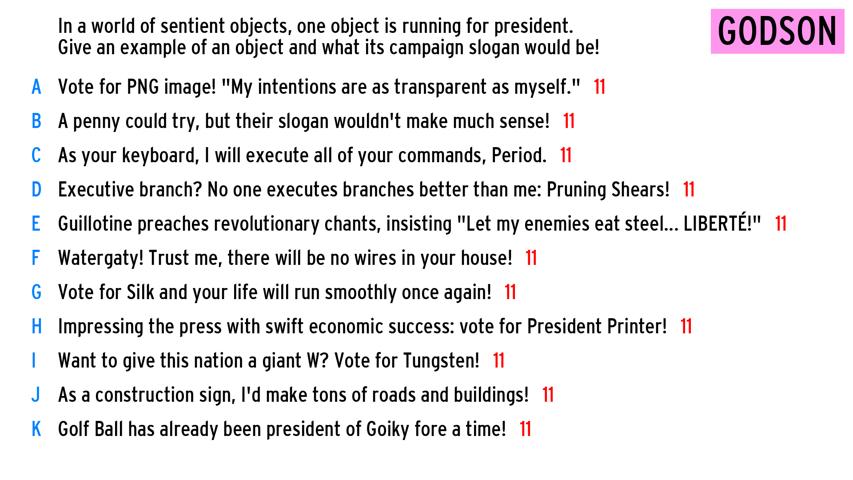 In a world of sentient objects, one object is running for president.
Give an example of an object and what its campaign slogan would be!
GODSON
A Vote for PNG image! "My intentions are as transparent as myself." 11
B A penny could try, but their slogan wouldn't make much sense! 11
C As your keyboard, I will execute all of your commands, Period. 11
D Executive branch? No one executes branches better than me: Pruning Shears! 11
E Guillotine preaches revolutionary chants, insisting "Let my enemies eat steel... LIBERTÉ!" 11
F Watergaty! Trust me, there will be no wires in your house! 11
G Vote for Silk and your life will run smoothly once again! 11
H Impressing the press with swift economic success: vote for President Printer! 11
I Want to give this nation a giant W? Vote for Tungsten! 11
J As a construction sign, I'd make tons of roads and buildings! 11
K Golf Ball has already been president of Goiky fore a time! 11